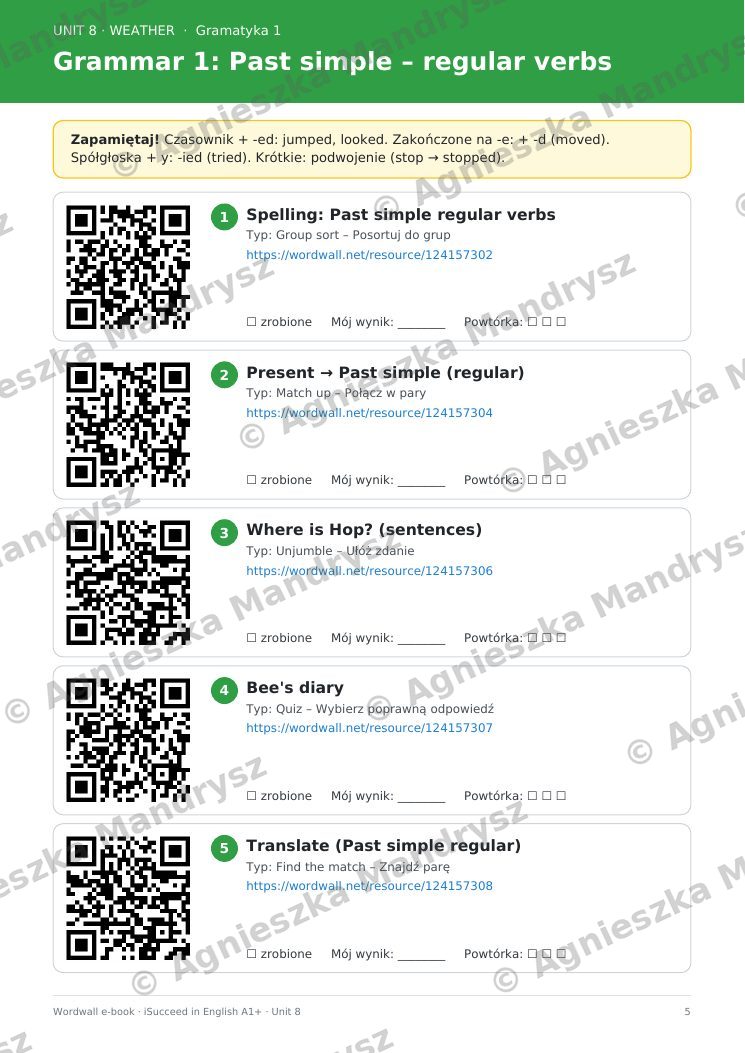 UNIT 8 · WEATHER · Gramatyka 1
Grammar 1: Past simple – regular verbs
Zapamiętaj! Czasownik + -ed: jumped, looked. Zakończone na -e: + -d (moved).
Spółgłoska + y: -ied (tried). Krótkie: podwojenie (stop → stopped).
1 Spelling: Past simple regular verbs
Typ: Group sort – Posortuj do grup
https://wordwall.net/resource/124157302
☐ zrobione Mój wynik: _______ Powtórka: ☐ ☐ ☐
2 Present → Past simple (regular)
Typ: Match up – Połącz w pary
https://wordwall.net/resource/124157304
☐ zrobione Mój wynik: _______ Powtórka: ☐ ☐ ☐
3 Where is Hop? (sentences)
Typ: Unjumble – Ułóż zdanie
https://wordwall.net/resource/124157306
☐ zrobione Mój wynik: _______ Powtórka: ☐ ☐ ☐
4 Bee's diary
Typ: Quiz – Wybierz poprawną odpowiedź
https://wordwall.net/resource/124157307
☐ zrobione Mój wynik: _______ Powtórka: ☐ ☐ ☐
5 Translate (Past simple regular)
Typ: Find the match – Znajdź parę
https://wordwall.net/resource/124157308
☐ zrobione Mój wynik: _______ Powtórka: ☐ ☐ ☐
Wordwall e-book · iSucceed in English A1+ · Unit 8 5
© Agnieszka Mandrysz